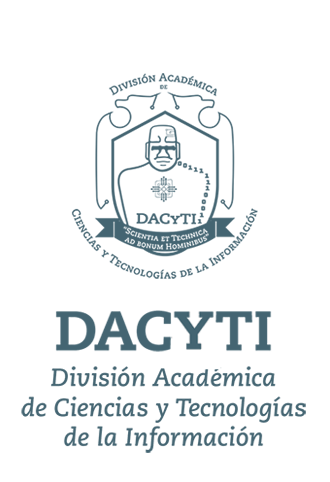 DIVISIÓN ACADÉMICA
DE
CIENCIAS Y TECNOLOGÍAS DE LA INFORMACIÓN
DACYTI
"SCIENTIA ET TECHNICA
AD BONUM HOMINIBUS"
DACYTI
División Académica
de Ciencias y Tecnologías
de la Información